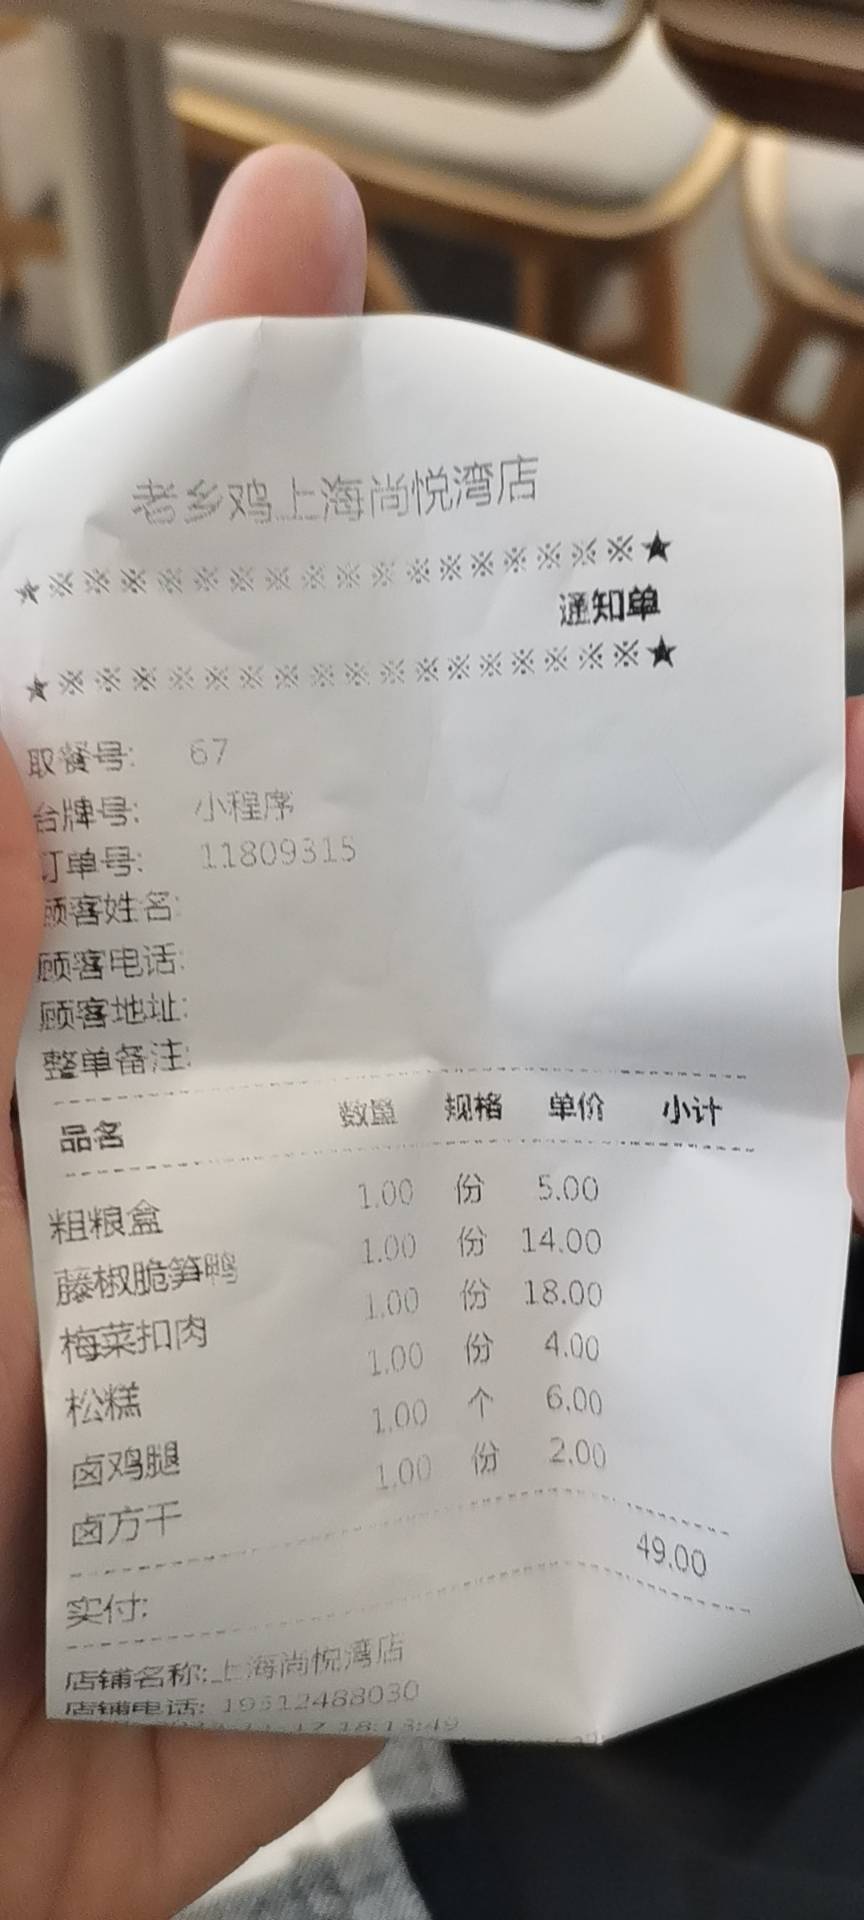 老乡鸡上海尚悦湾店
★※※※※※※※※※※※※※※※※※★
通知单
★※※※※※※※※※※※※※※※※※★
取餐号: 67
台牌号: 小程序
订单号: 11809315
顾客姓名:
顾客电话:
顾客地址:
整单备注:
品名 数量 规格 单价 小计
粗粮盒 1.00 份 5.00
藤椒脆笋鸭 1.00 份 14.00
梅菜扣肉 1.00 份 18.00
松糕 1.00 份 4.00
卤鸡腿 1.00 个 6.00
卤方干 1.00 份 2.00
实付: 49.00
店铺名称:上海尚悦湾店
店铺电话: 19512488030
18:13:49